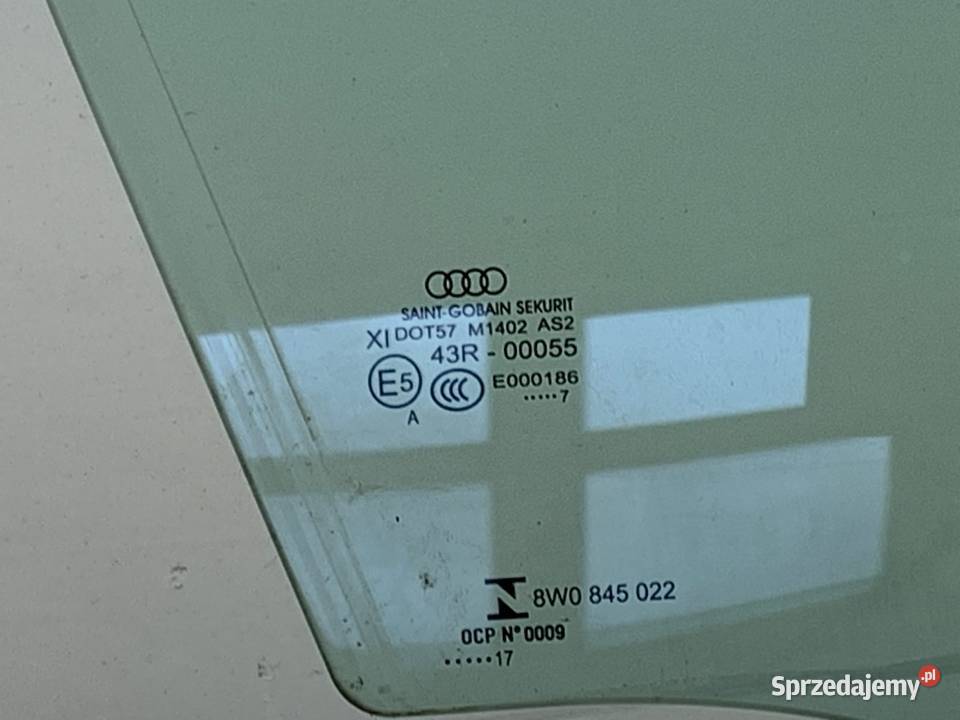 SAINT-GOBAIN SEKURIT
XI DOT57 M1402 AS2
43R - 00055
E5 CCC E000186
.....7
A
N 8W0 845 022
OCP N° 0009
.....17
Sprzedajemy.pl